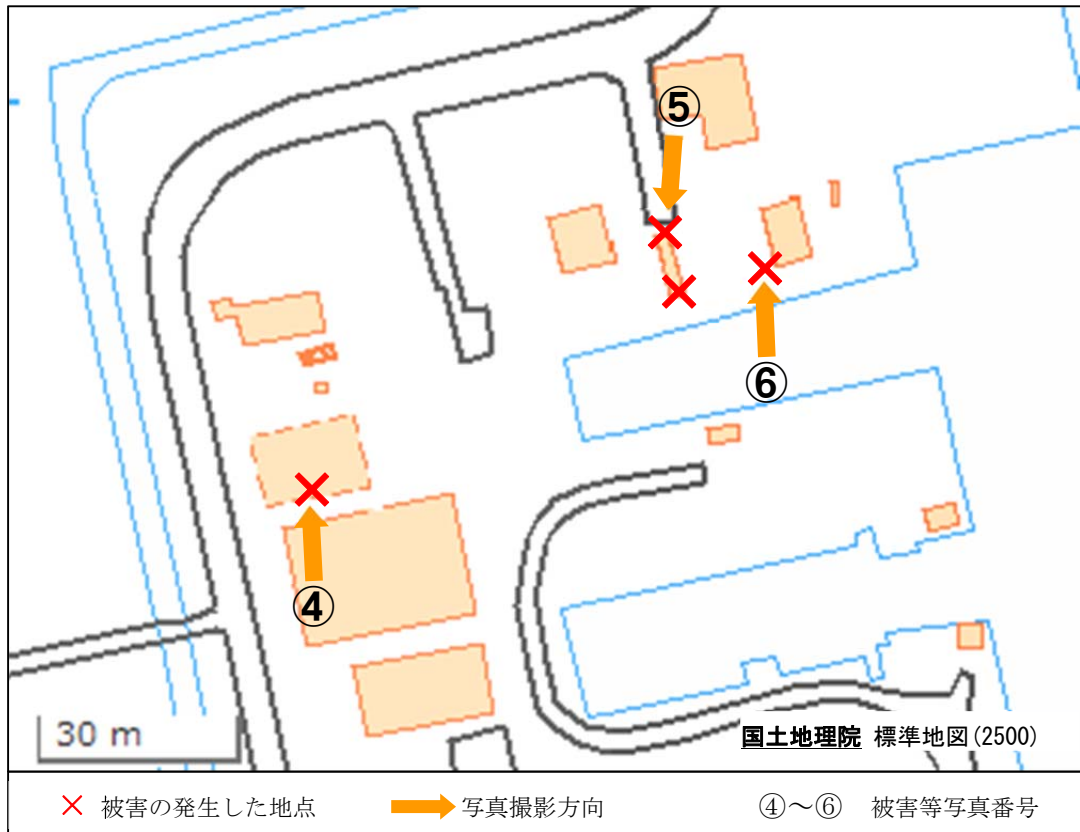 ⑤
⑥
④
30 m
国土地理院 標準地図(2500)
× 被害の発生した地点 写真撮影方向 ④～⑥ 被害等写真番号